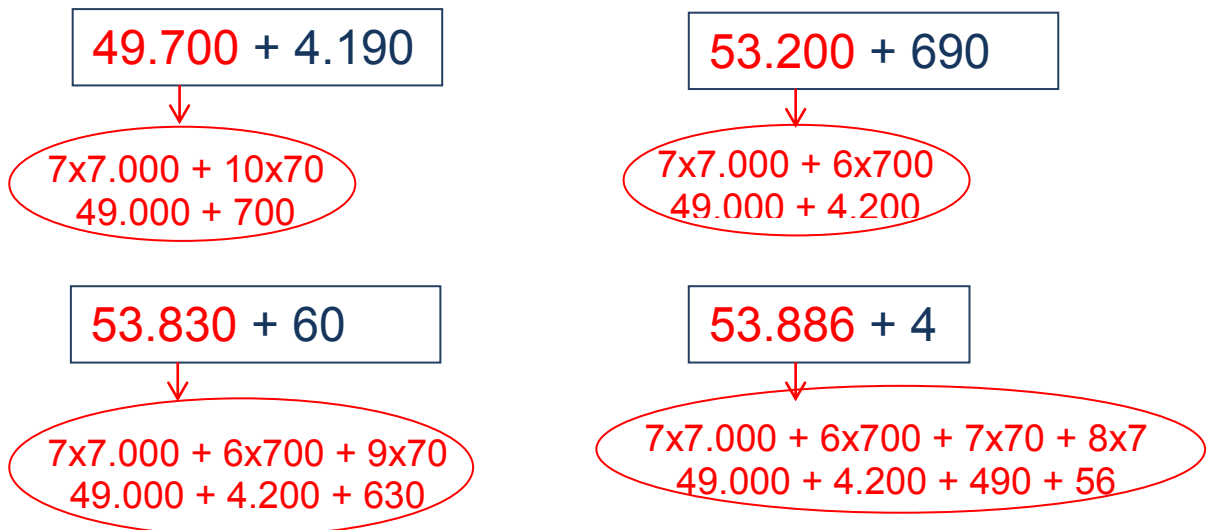 49.700 + 4.190
7x7.000 + 10x70
49.000 + 700
53.200 + 690
7x7.000 + 6x700
49.000 + 4.200
53.830 + 60
7x7.000 + 6x700 + 9x70
49.000 + 4.200 + 630
53.886 + 4
7x7.000 + 6x700 + 7x70 + 8x7
49.000 + 4.200 + 490 + 56